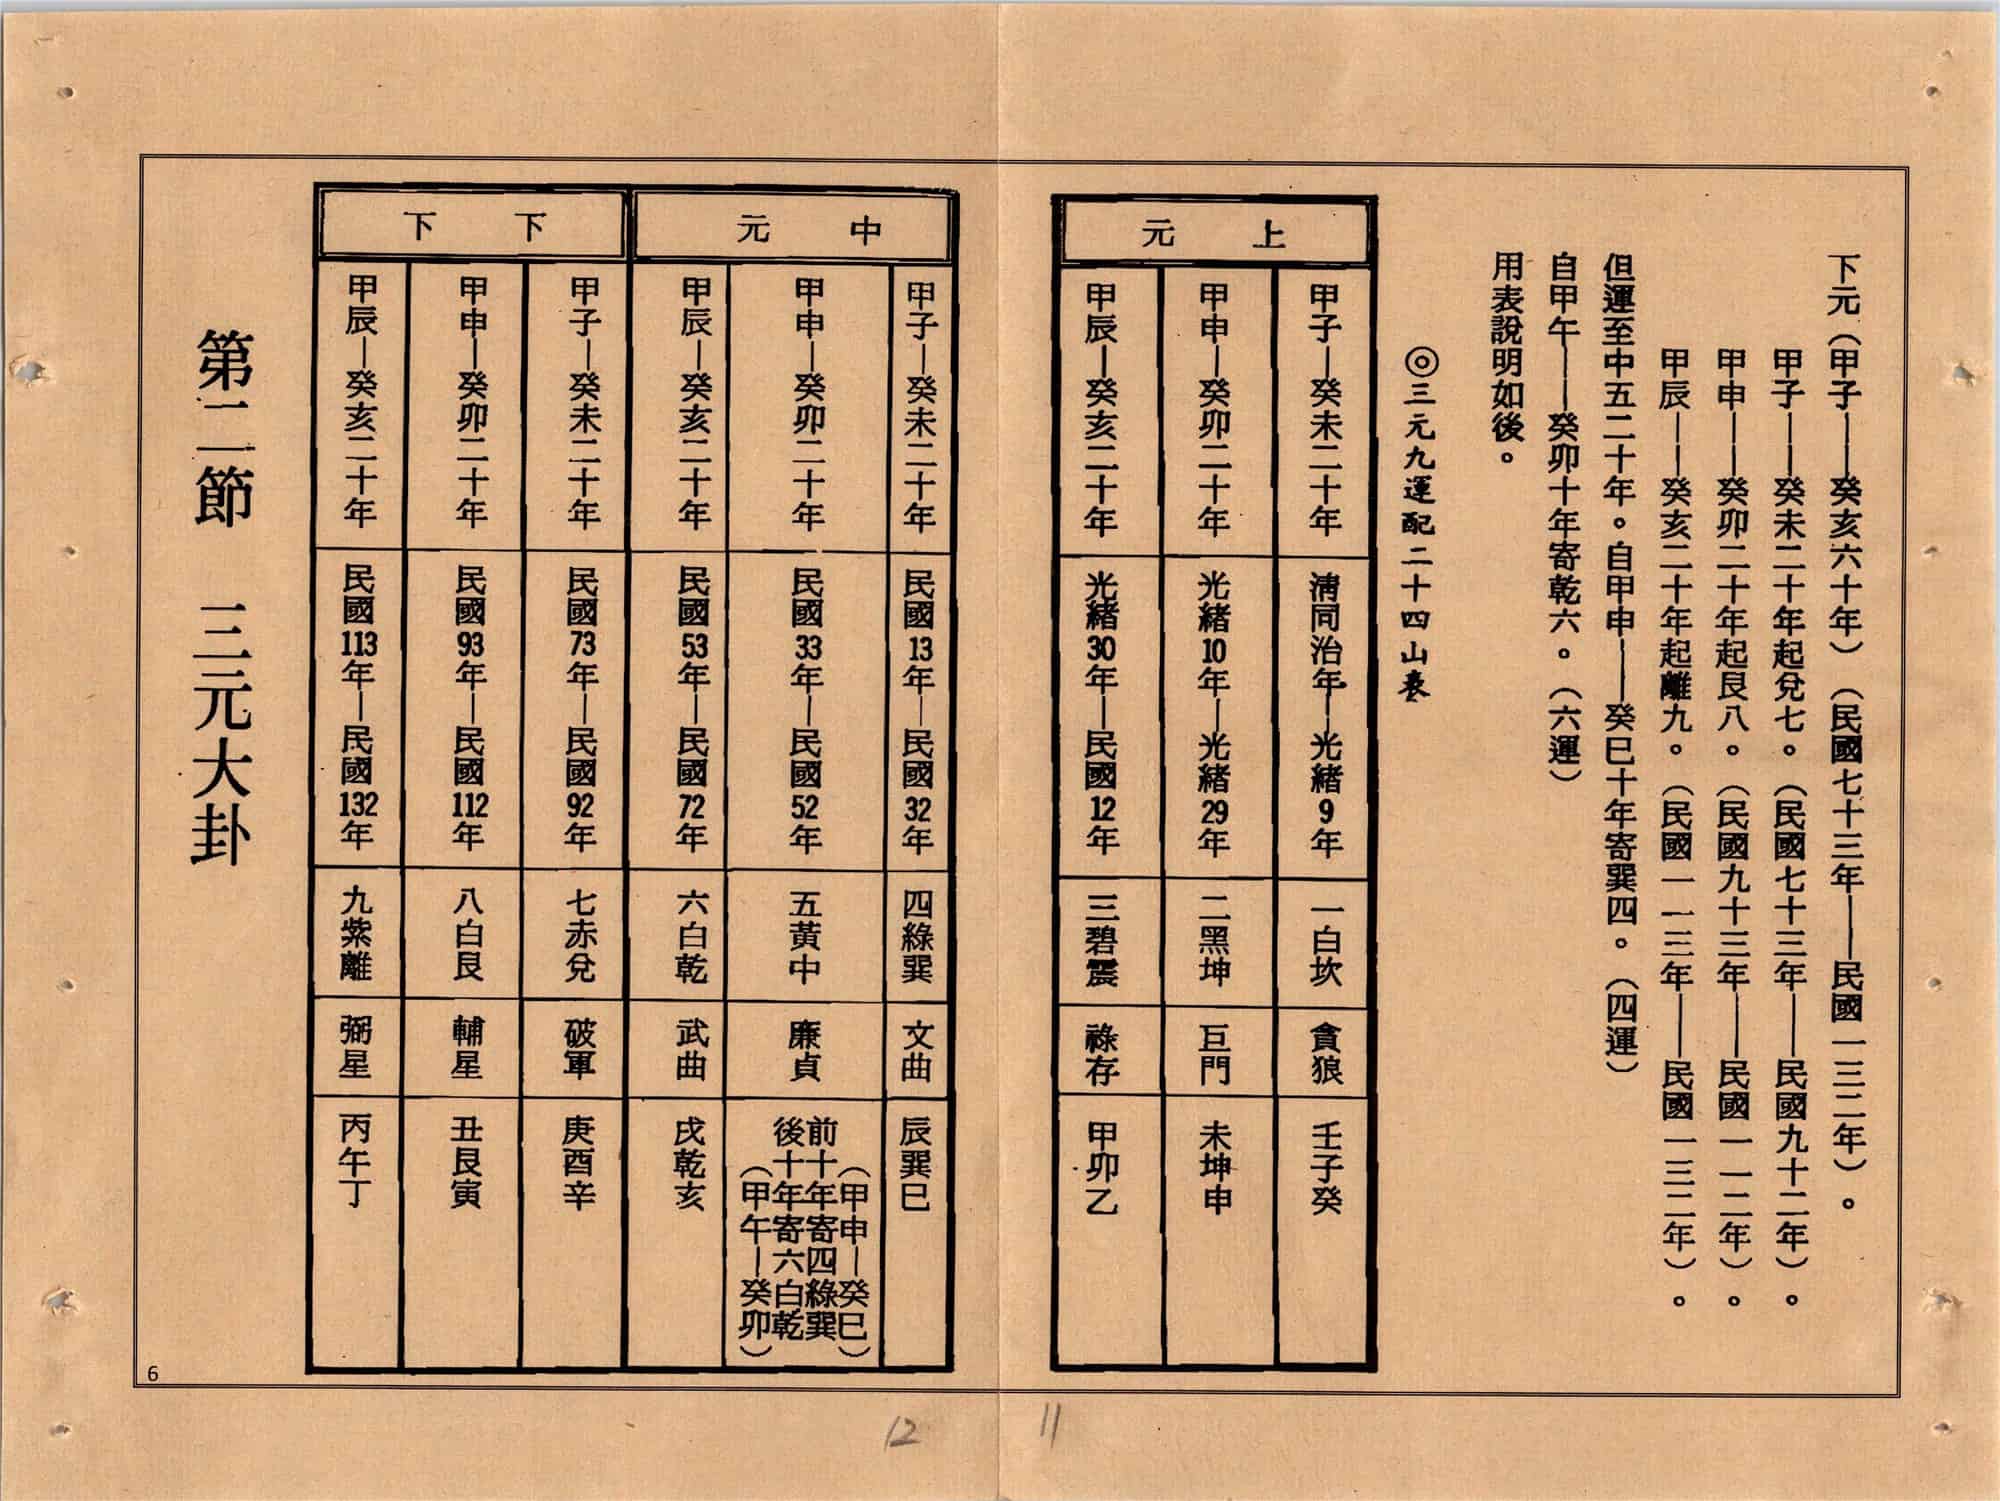 下元（甲子——癸亥六十年）（民國七十三年——民國一三二年）。
甲子——癸未二十年起兌七。（民國七十三年——民國九十二年）。
甲申——癸卯二十年起艮八。（民國九十三年——民國一一二年）。
甲辰——癸亥二十年起離九。（民國一一三年——民國一三二年）。
但運至中五二十年。自甲申——癸巳十年寄巽四。（四運）
自甲午——癸卯十年寄乾六。（六運）
用表說明如後。
◎三元九運配二十四山表
上元
甲子—癸未二十年 清同治年—光緒9年 一白坎 貪狼 壬子癸
甲申—癸卯二十年 光緒10年—光緒29年 二黑坤 巨門 未坤申
甲辰—癸亥二十年 光緒30年—民國12年 三碧震 祿存 甲卯乙
11
中元
甲子—癸未二十年 民國13年—民國32年 四綠巽 文曲 辰巽巳
甲申—癸卯二十年 民國33年—民國52年 五黃中 廉貞
（甲申—癸巳）
前十年寄四綠巽
後十年寄六白乾
（甲午—癸卯）
甲辰—癸亥二十年 民國53年—民國72年 六白乾 武曲 戌乾亥
下下
甲子—癸未二十年 民國73年—民國92年 七赤兌 破軍 庚酉辛
甲申—癸卯二十年 民國93年—民國112年 八白艮 輔星 丑艮寅
甲辰—癸亥二十年 民國113年—民國132年 九紫離 弼星 丙午丁
第二節 三元大卦
6
12